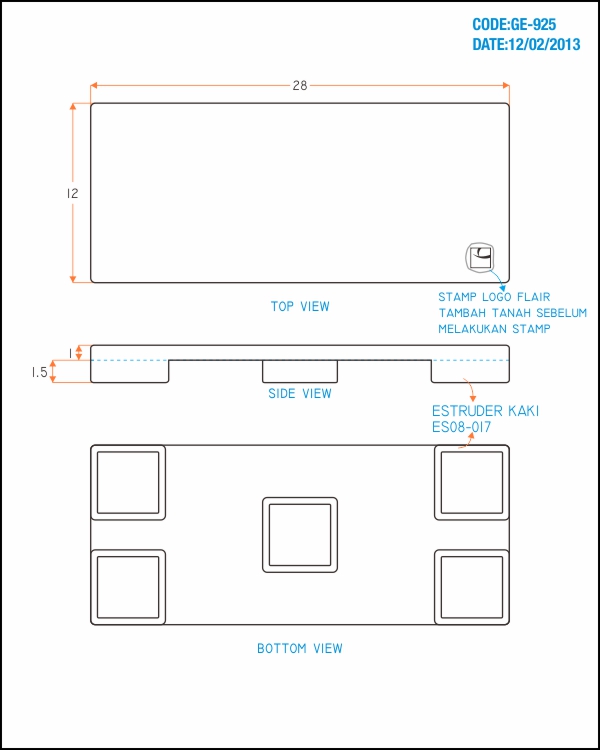 CODE:GE-925
DATE:12/02/2013
28
12
STAMP LOGO FLAIR
TAMBAH TANAH SEBELUM
MELAKUKAN STAMP
TOP VIEW
1
1.5
SIDE VIEW
ESTRUDER KAKI
ES08-017
BOTTOM VIEW